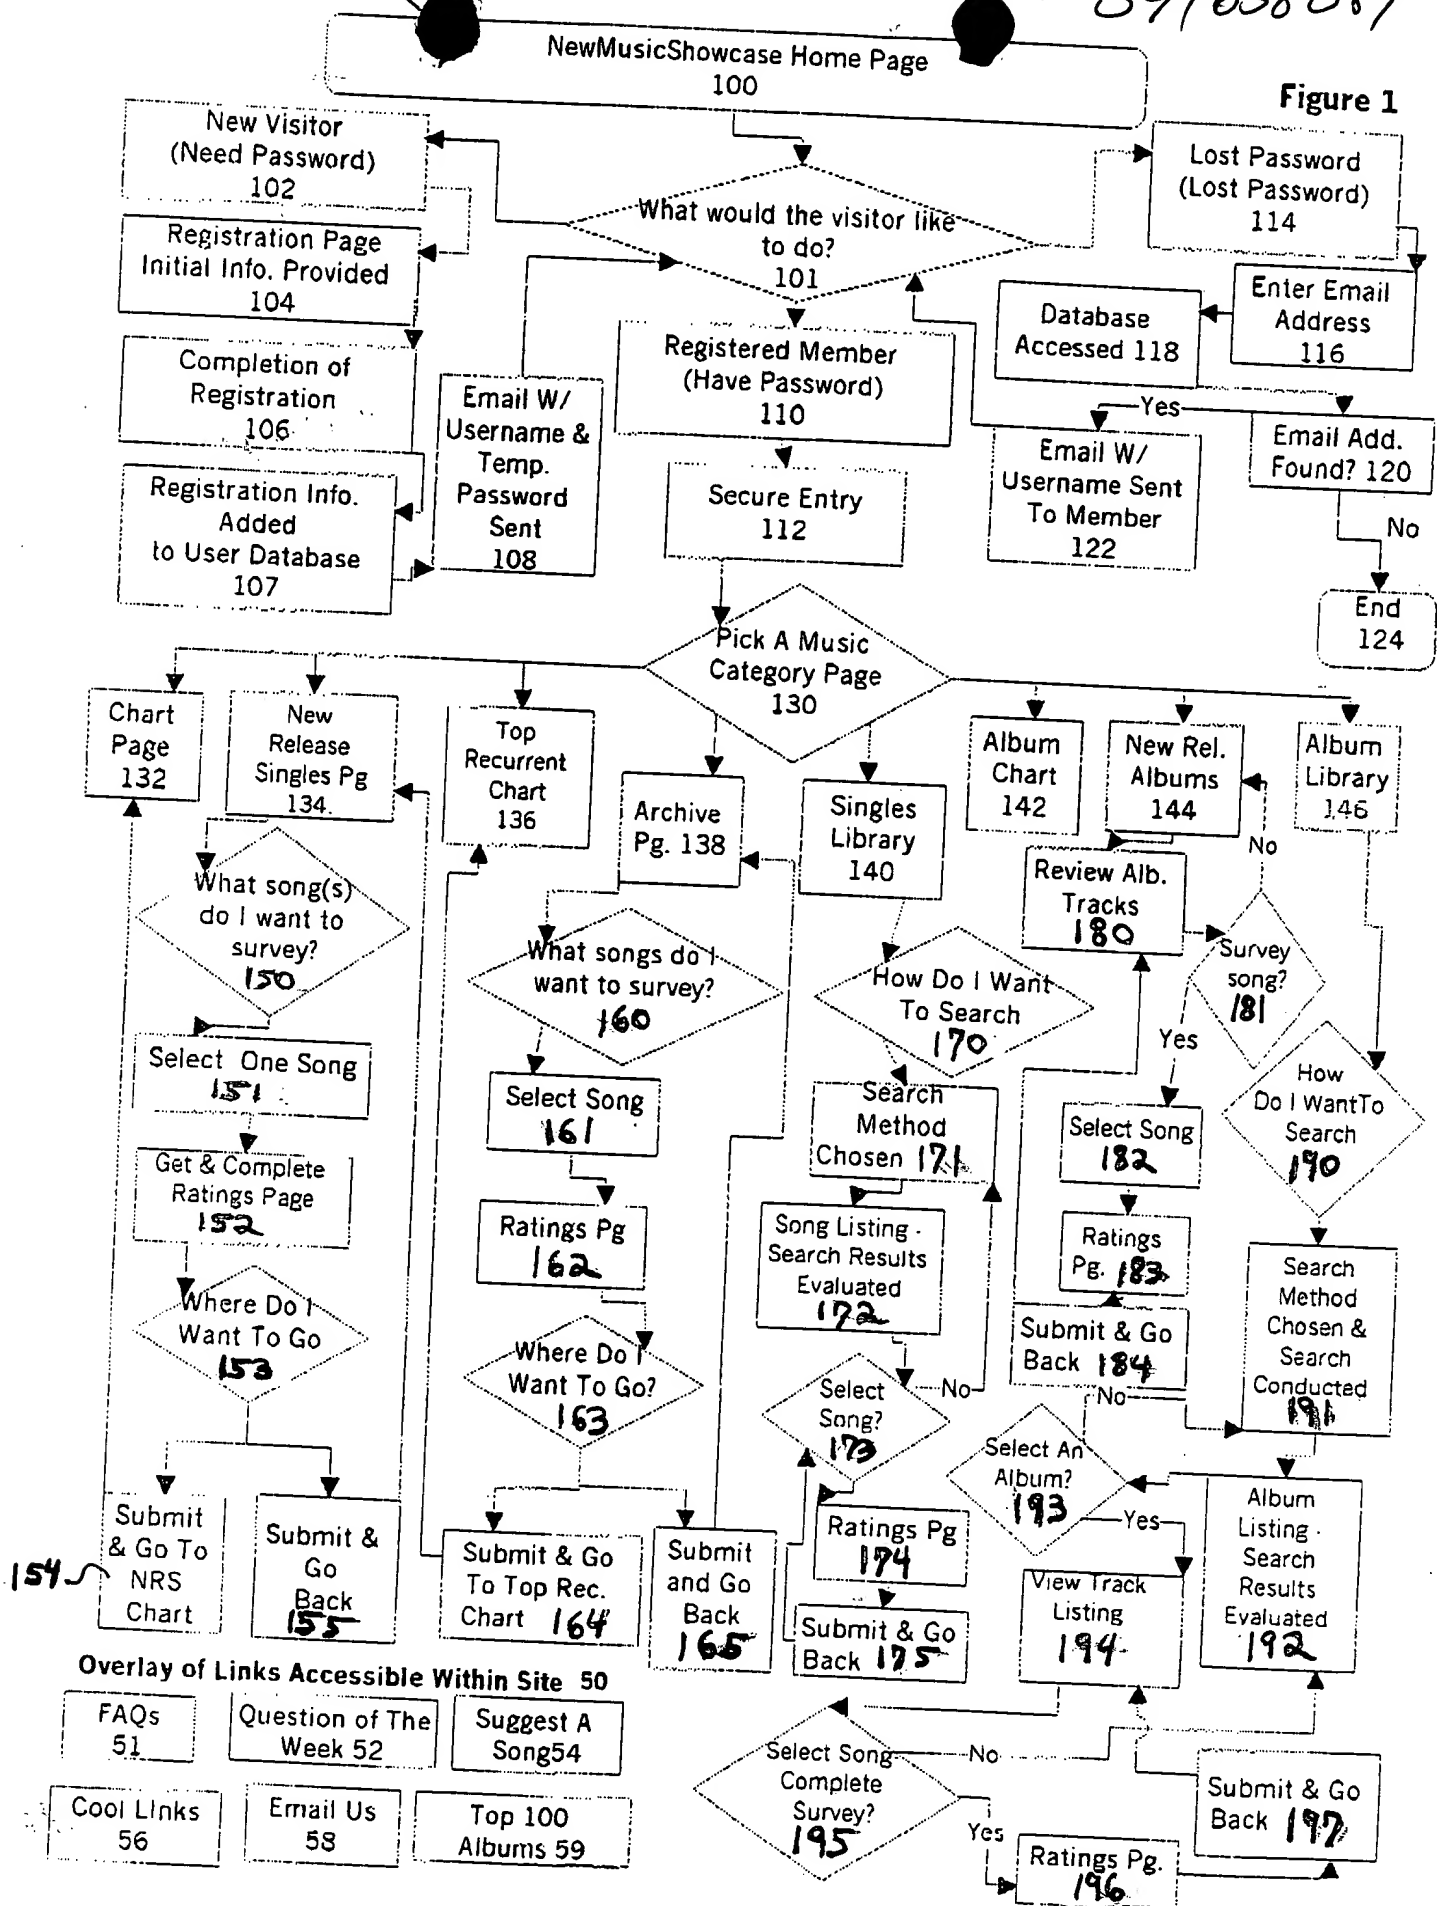 NewMusicShowcase Home Page
100
Figure 1
New Visitor
(Need Password)
102
Lost Password
(Lost Password)
114
What would the visitor like
to do?
101
Registration Page
Initial Info. Provided
104
Enter Email
Address
116
Database
Accessed 118
Registered Member
(Have Password)
110
Completion of
Registration
106
Email W/
Username &
Temp.
Password
Sent
108
Yes
Email Add.
Found? 120
Email W/
Username Sent
To Member
122
No
Secure Entry
112
Registration Info.
Added
to User Database
107
End
124
Pick A Music
Category Page
130
Chart
Page
132
New
Release
Singles Pg
134
Top
Recurrent
Chart
136
Archive
Pg. 138
Singles
Library
140
Album
Chart
142
New Rel.
Albums
144
Album
Library
146
No
What song(s)
do I want to
survey?
150
What songs do I
want to survey?
160
How Do I Want
To Search
170
Review Alb.
Tracks
180
Survey
song?
181
Yes
Select One Song
151
Select Song
161
Search
Method
Chosen 171
Select Song
182
How
Do I WantTo
Search
190
Get & Complete
Ratings Page
152
Ratings Pg
162
Song Listing -
Search Results
Evaluated
172
Ratings
Pg. 183
Search
Method
Chosen &
Search
Conducted
191
Where Do I
Want To Go
153
Where Do I
Want To Go?
163
Select
Song?
173
No
Submit & Go
Back 184
No
Select An
Album?
193
Yes
Submit
& Go To
NRS
Chart
154
Submit &
Go
Back
155
Submit & Go
To Top Rec.
Chart 164
Submit
and Go
Back
165
Ratings Pg
174
Submit & Go
Back 175
View Track
Listing
194
Album
Listing -
Search
Results
Evaluated
192
Overlay of Links Accessible Within Site 50
FAQs
51
Question of The
Week 52
Suggest A
Song54
Cool LInks
56
Email Us
58
Top 100
Albums 59
Select Song
Complete
Survey?
195
No
Yes
Submit & Go
Back 197
Ratings Pg.
196